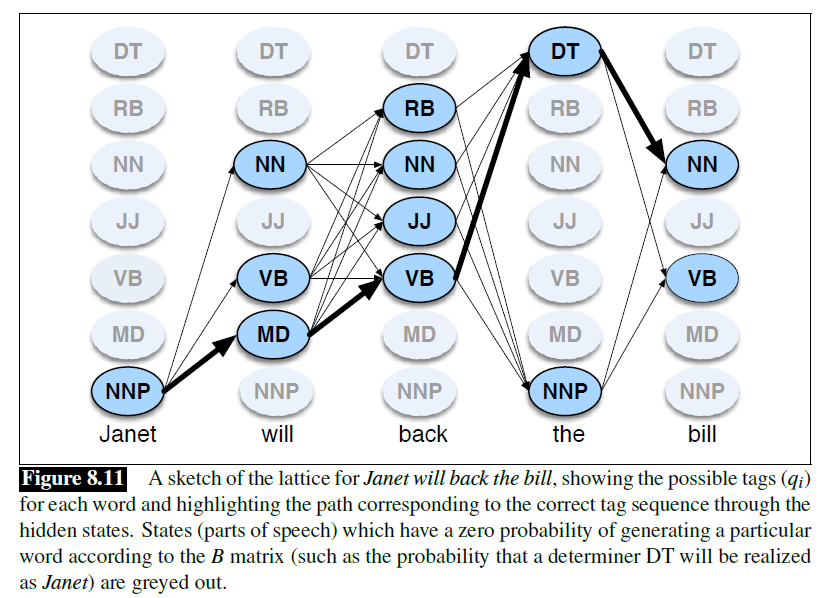 DT DT DT DT DT
RB RB RB RB RB
NN NN NN NN NN
JJ JJ JJ JJ JJ
VB VB VB VB VB
MD MD MD MD MD
NNP NNP NNP NNP NNP
Janet will back the bill
Figure 8.11 A sketch of the lattice for Janet will back the bill, showing the possible tags (qi)
for each word and highlighting the path corresponding to the correct tag sequence through the
hidden states. States (parts of speech) which have a zero probability of generating a particular
word according to the B matrix (such as the probability that a determiner DT will be realized
as Janet) are greyed out.